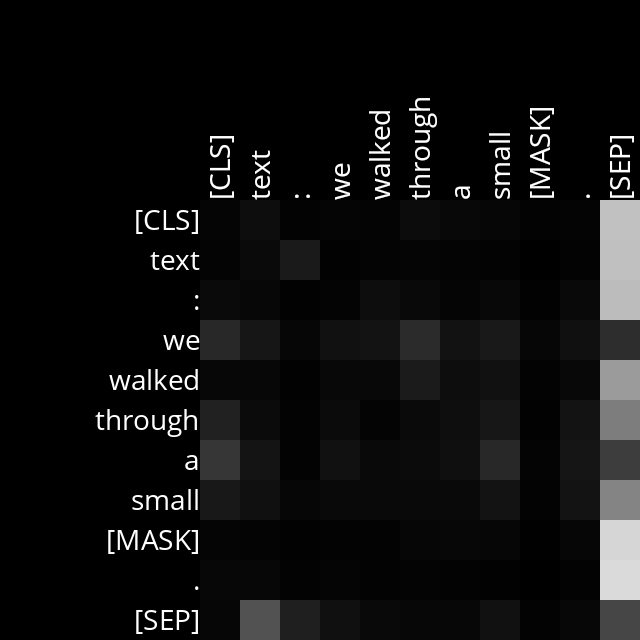 [CLS] text : we walked through a small [MASK] . [SEP]
[CLS]
text
:
we
walked
through
a
small
[MASK]
.
[SEP]